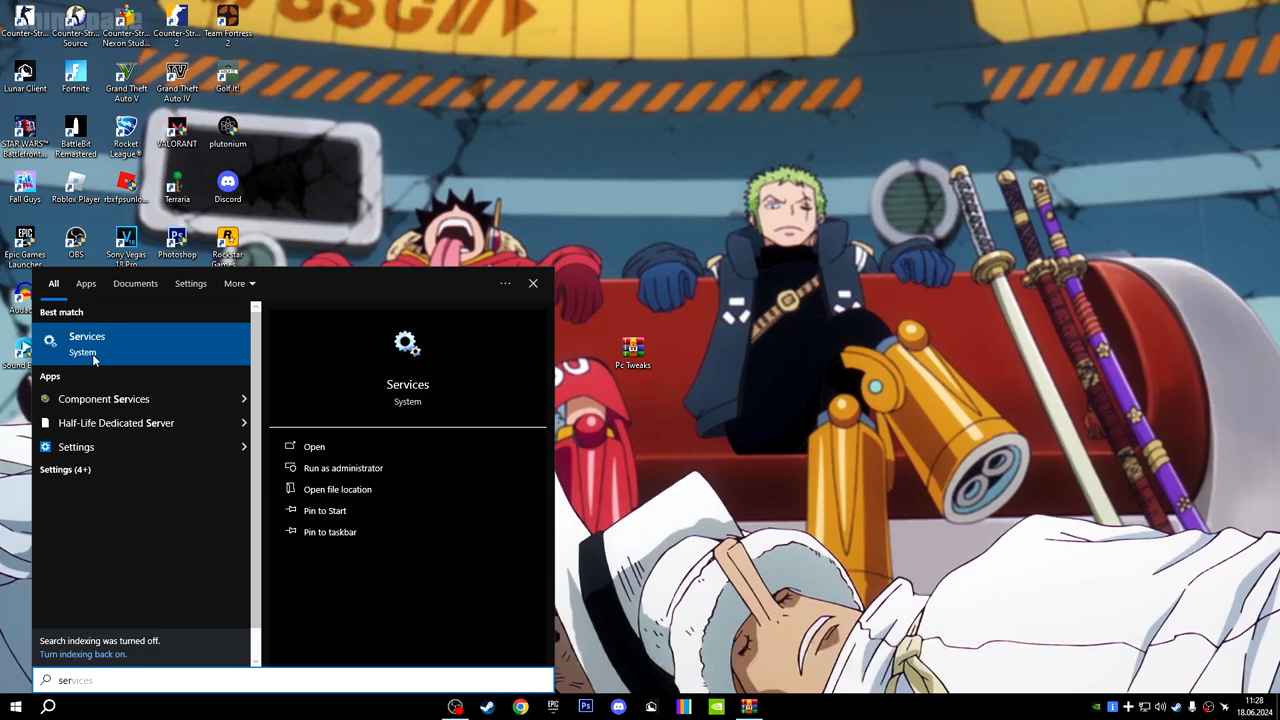 Counter-Str...
Counter-Str... Source
Counter-Str... Nexon Stud...
Counter-Str... 2
Team Fortress 2
Lunar Client
Fortnite
Grand Theft Auto V
Grand Theft Auto IV
Golf It!
STAR WARS™ Battlefront...
BattleBit Remastered
Rocket League®
VALORANT
plutonium
Fall Guys
Roblox Player
rbxfpsunlo...
Terraria
Discord
Epic Games Launcher
OBS
Sony Vegas 18 Pro
Photoshop
Rockstar Games
Pc Tweaks
All
Apps
Documents
Settings
More
Best match
Services
System
Apps
Component Services
Half-Life Dedicated Server
Settings
Settings (4+)
Services
System
Open
Run as administrator
Open file location
Pin to Start
Pin to taskbar
Search indexing was turned off.
Turn indexing back on.
services
11:28
18.06.2024